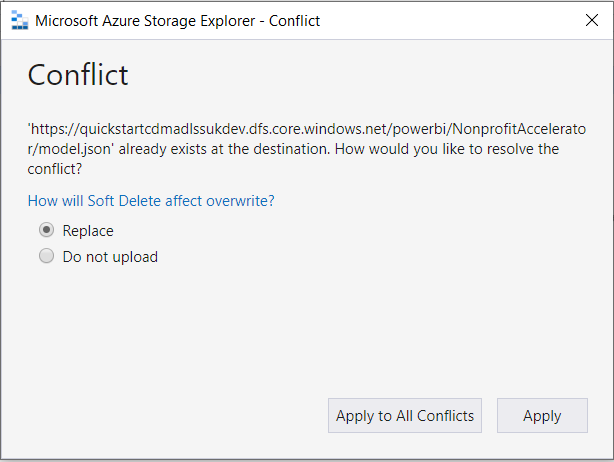 Microsoft Azure Storage Explorer - Conflict
Conflict
'https://quickstartcdmadlssukdev.dfs.core.windows.net/powerbi/NonprofitAccelerato
r/model.json' already exists at the destination. How would you like to resolve the
conflict?
How will Soft Delete affect overwrite?
Replace
Do not upload
Apply to All Conflicts
Apply